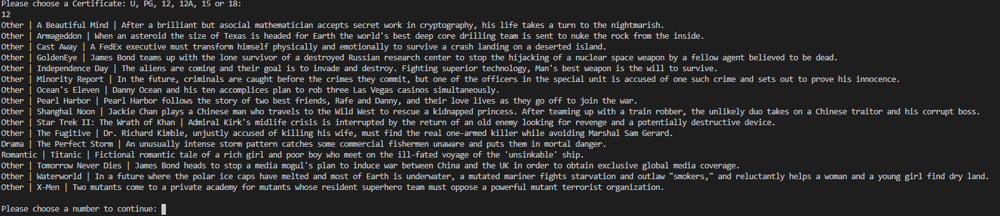 Please choose a Certificate: U, PG, 12, 12A, 15 or 18:
12
Other | A Beautiful Mind | After a brilliant but asocial mathematician accepts secret work in cryptography, his life takes a turn to the nightmarish.
Other | Armageddon | When an asteroid the size of Texas is headed for Earth the world's best deep core drilling team is sent to nuke the rock from the inside.
Other | Cast Away | A FedEx executive must transform himself physically and emotionally to survive a crash landing on a deserted island.
Other | GoldenEye | James Bond teams up with the lone survivor of a destroyed Russian research center to stop the hijacking of a nuclear space weapon by a fellow agent believed to be dead.
Other | Independence Day | The aliens are coming and their goal is to invade and destroy. Fighting superior technology, Man's best weapon is the will to survive.
Other | Minority Report | In the future, criminals are caught before the crimes they commit, but one of the officers in the special unit is accused of one such crime and sets out to prove his innocence.
Other | Ocean's Eleven | Danny Ocean and his ten accomplices plan to rob three Las Vegas casinos simultaneously.
Other | Pearl Harbor | Pearl Harbor follows the story of two best friends, Rafe and Danny, and their love lives as they go off to join the war.
Other | Shanghai Noon | Jackie Chan plays a Chinese man who travels to the Wild West to rescue a kidnapped princess. After teaming up with a train robber, the unlikely duo takes on a Chinese traitor and his corrupt boss.
Other | Star Trek II: The Wrath of Khan | Admiral Kirk's midlife crisis is interrupted by the return of an old enemy looking for revenge and a potentially destructive device.
Other | The Fugitive | Dr. Richard Kimble, unjustly accused of killing his wife, must find the real one-armed killer while avoiding Marshal Sam Gerard.
Drama | The Perfect Storm | An unusually intense storm pattern catches some commercial fishermen unaware and puts them in mortal danger.
Romantic | Titanic | Fictional romantic tale of a rich girl and poor boy who meet on the ill-fated voyage of the 'unsinkable' ship.
Other | Tomorrow Never Dies | James Bond heads to stop a media mogul's plan to induce war between China and the UK in order to obtain exclusive global media coverage.
Other | Waterworld | In a future where the polar ice caps have melted and most of Earth is underwater, a mutated mariner fights starvation and outlaw "smokers," and reluctantly helps a woman and a young girl find dry land.
Other | X-Men | Two mutants come to a private academy for mutants whose resident superhero team must oppose a powerful mutant terrorist organization.
Please choose a number to continue: